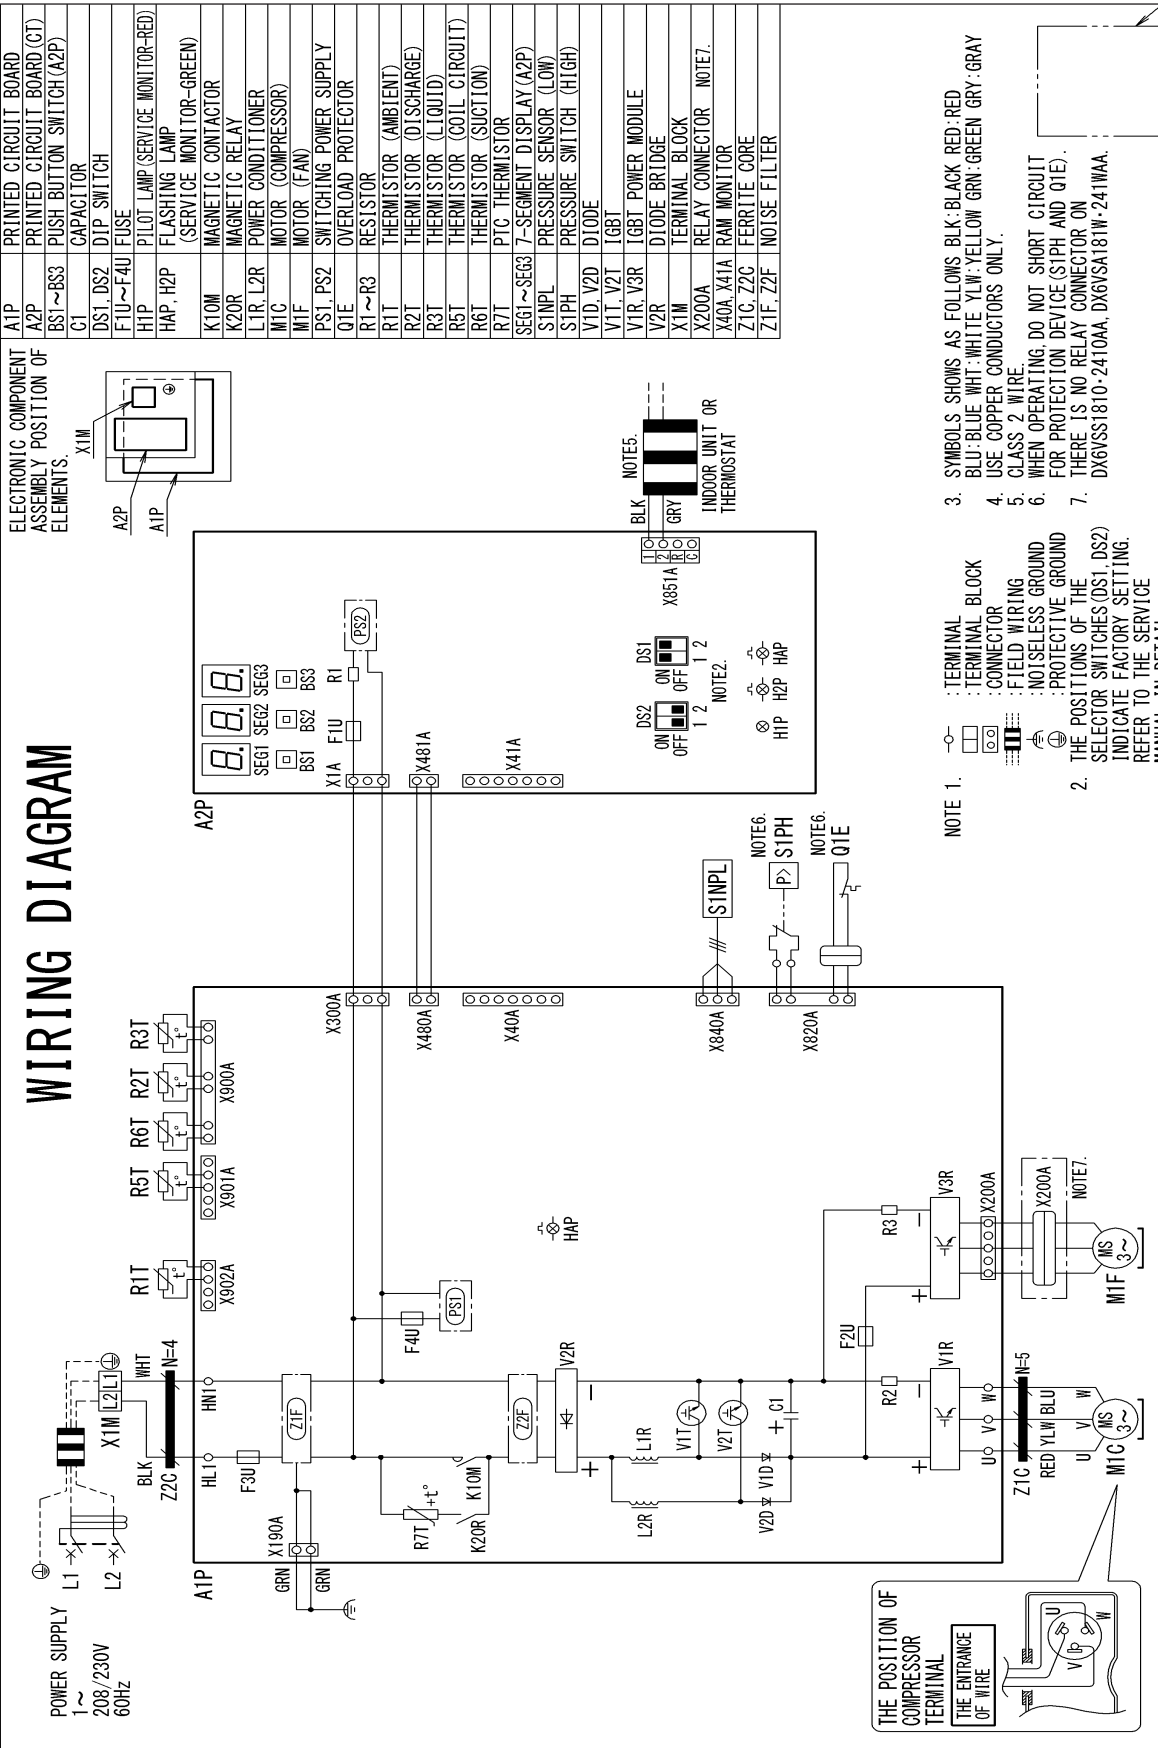 WIRING DIAGRAM
POWER SUPPLY
1~
208/230V
60Hz
L1
L2
X1M
L2 L1
BLK
WHT
Z2C
N=4
HL1
HN1
F3U
Z1F
X190A
GRN
GRN
A1P
R1T
t°
X902A
R5T
t°
X901A
R6T
t°
R2T
t°
R3T
t°
X900A
R7T
+t°
K20R
K10M
F4U
PS1
HAP
Z2F
V2R
+
−
L1R
L2R
V1T
V2T
V1D
V2D
+
C1
R2
F2U
R3
V1R
+
−
V3R
+
−
U
V
W
Z1C
N=5
RED YLW BLU
U
V
W
MS
3~
M1C
X200A
X200A
NOTE7.
MS
3~
M1F
X300A
X480A
X40A
X840A
X820A
S1NPL
NOTE6.
S1PH
P>
NOTE6.
Q1E
A2P
SEG1 SEG2 SEG3
BS1 BS2 BS3
X1A
F1U
R1
PS2
X481A
X41A
DS2
ON
OFF
1 2
DS1
ON
OFF
1 2
NOTE2.
H1P
H2P
HAP
X851A
1
2
R
C
BLK
GRY
NOTE5.
INDOOR UNIT OR
THERMOSTAT
THE POSITION OF
COMPRESSOR
TERMINAL
THE ENTRANCE
OF WIRE
U
V
W
ELECTRONIC COMPONENT
ASSEMBLY POSITION OF
ELEMENTS.
X1M
A2P
A1P
A1P PRINTED CIRCUIT BOARD
A2P PRINTED CIRCUIT BOARD(CT)
BS1~BS3 PUSH BUTTON SWITCH(A2P)
C1 CAPACITOR
DS1, DS2 DIP SWITCH
F1U~F4U FUSE
H1P PILOT LAMP(SERVICE MONITOR-RED)
HAP, H2P FLASHING LAMP
(SERVICE MONITOR-GREEN)
K10M MAGNETIC CONTACTOR
K20R MAGNETIC RELAY
L1R, L2R POWER CONDITIONER
M1C MOTOR (COMPRESSOR)
M1F MOTOR (FAN)
PS1, PS2 SWITCHING POWER SUPPLY
Q1E OVERLOAD PROTECTOR
R1~R3 RESISTOR
R1T THERMISTOR (AMBIENT)
R2T THERMISTOR (DISCHARGE)
R3T THERMISTOR (LIQUID)
R5T THERMISTOR (COIL CIRCUIT)
R6T THERMISTOR (SUCTION)
R7T PTC THERMISTOR
SEG1~SEG3 7-SEGMENT DISPLAY(A2P)
S1NPL PRESSURE SENSOR (LOW)
S1PH PRESSURE SWITCH (HIGH)
V1D, V2D DIODE
V1T, V2T IGBT
V1R, V3R IGBT POWER MODULE
V2R DIODE BRIDGE
X1M TERMINAL BLOCK
X200A RELAY CONNECTOR NOTE7.
X40A, X41A RAM MONITOR
Z1C, Z2C FERRITE CORE
Z1F, Z2F NOISE FILTER
NOTE 1. :TERMINAL
:TERMINAL BLOCK
:CONNECTOR
:FIELD WIRING
:NOISELESS GROUND
:PROTECTIVE GROUND
2. THE POSITIONS OF THE
SELECTOR SWITCHES(DS1, DS2)
INDICATE FACTORY SETTING.
REFER TO THE SERVICE
MANUAL IN DETAIL.
3. SYMBOLS SHOWS AS FOLLOWS BLK:BLACK RED:RED
BLU:BLUE WHT:WHITE YLW:YELLOW GRN:GREEN GRY:GRAY
4. USE COPPER CONDUCTORS ONLY.
5. CLASS 2 WIRE.
6. WHEN OPERATING, DO NOT SHORT CIRCUIT
FOR PROTECTION DEVICE(S1PH AND Q1E).
7. THERE IS NO RELAY CONNECTOR ON
DX6VSS1810·2410AA, DX6VSA181W·241WAA.